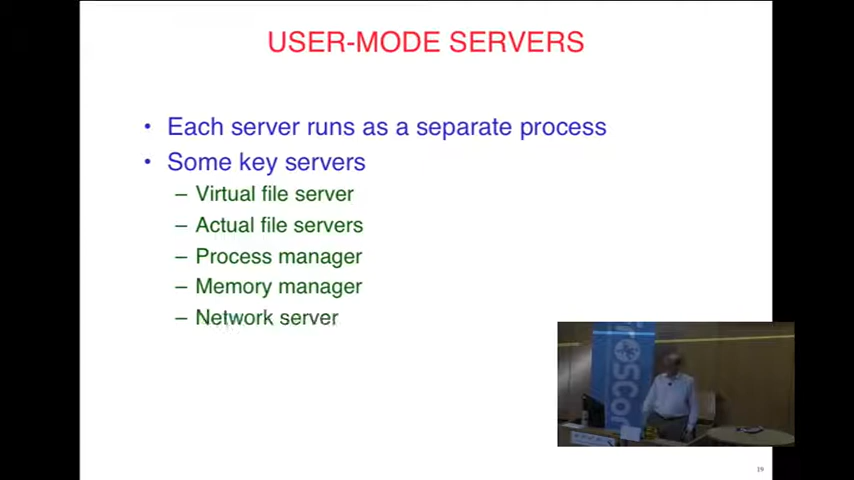 USER-MODE SERVERS
• Each server runs as a separate process
• Some key servers
– Virtual file server
– Actual file servers
– Process manager
– Memory manager
– Network server
19